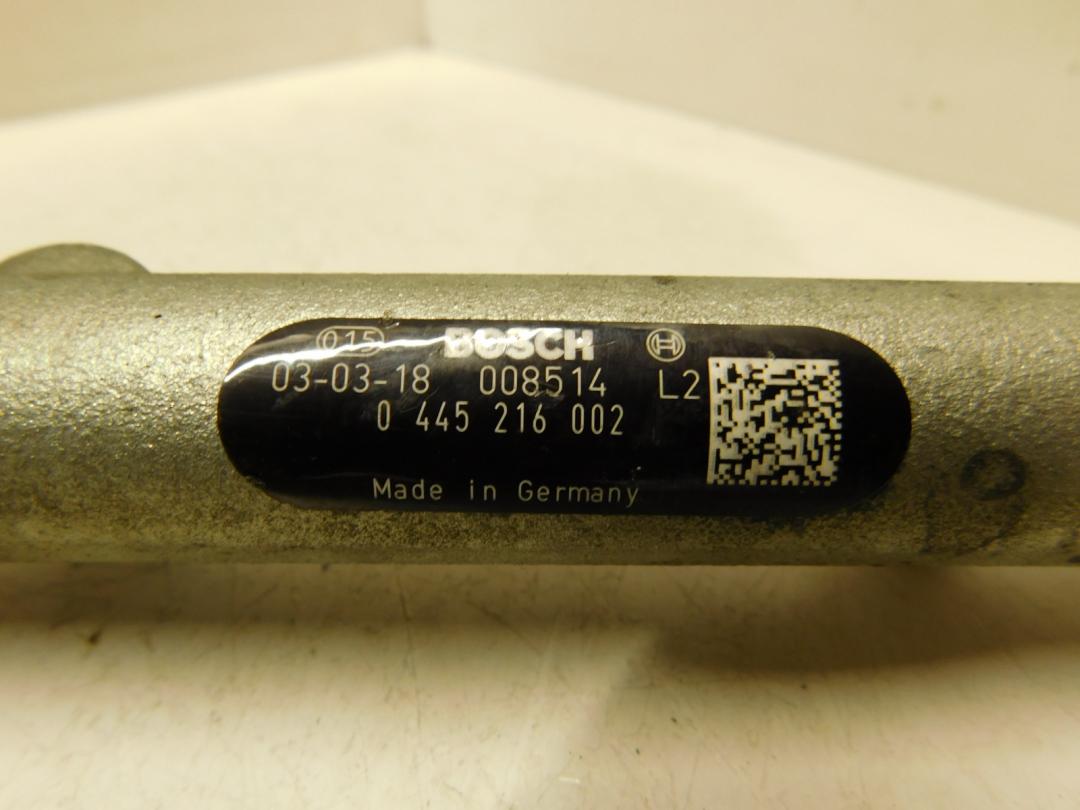 015 BOSCH
03-03-18 008514 L2
0 445 216 002
Made in Germany